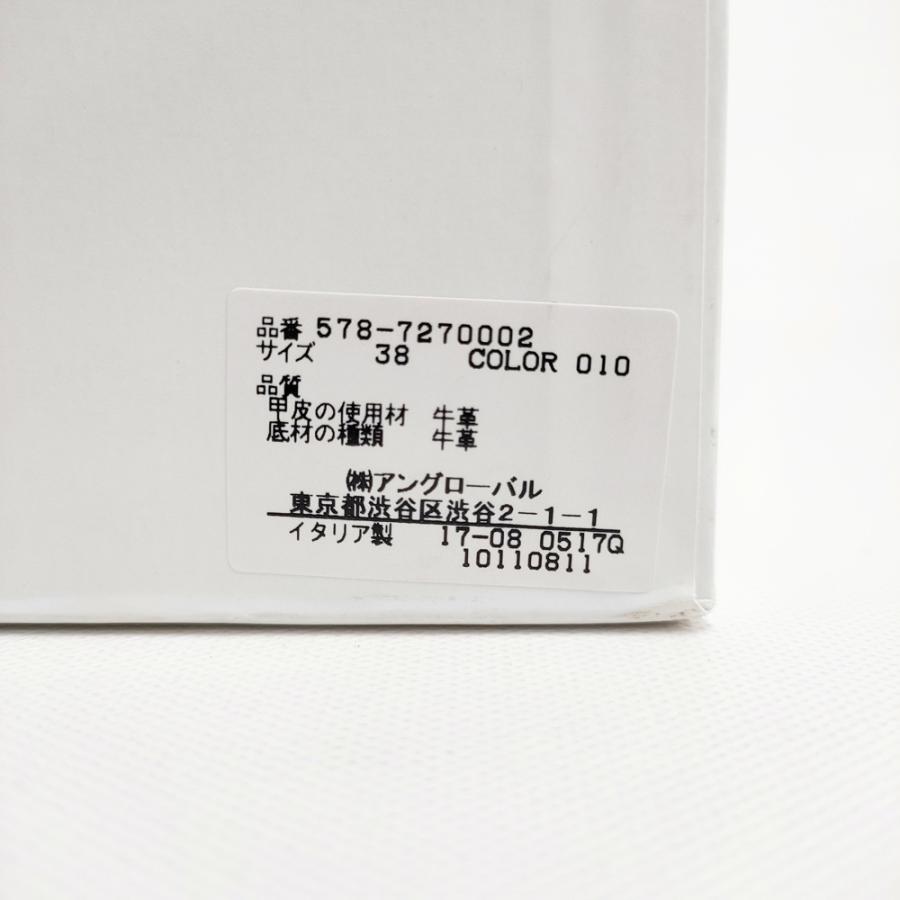 品番 578-7270002
サイズ 38 COLOR 010
品質
甲皮の使用材 牛革
底材の種類 牛革
㈱アングローバル
東京都渋谷区渋谷2-1-1
イタリア製 17-08 0517Q
10110811